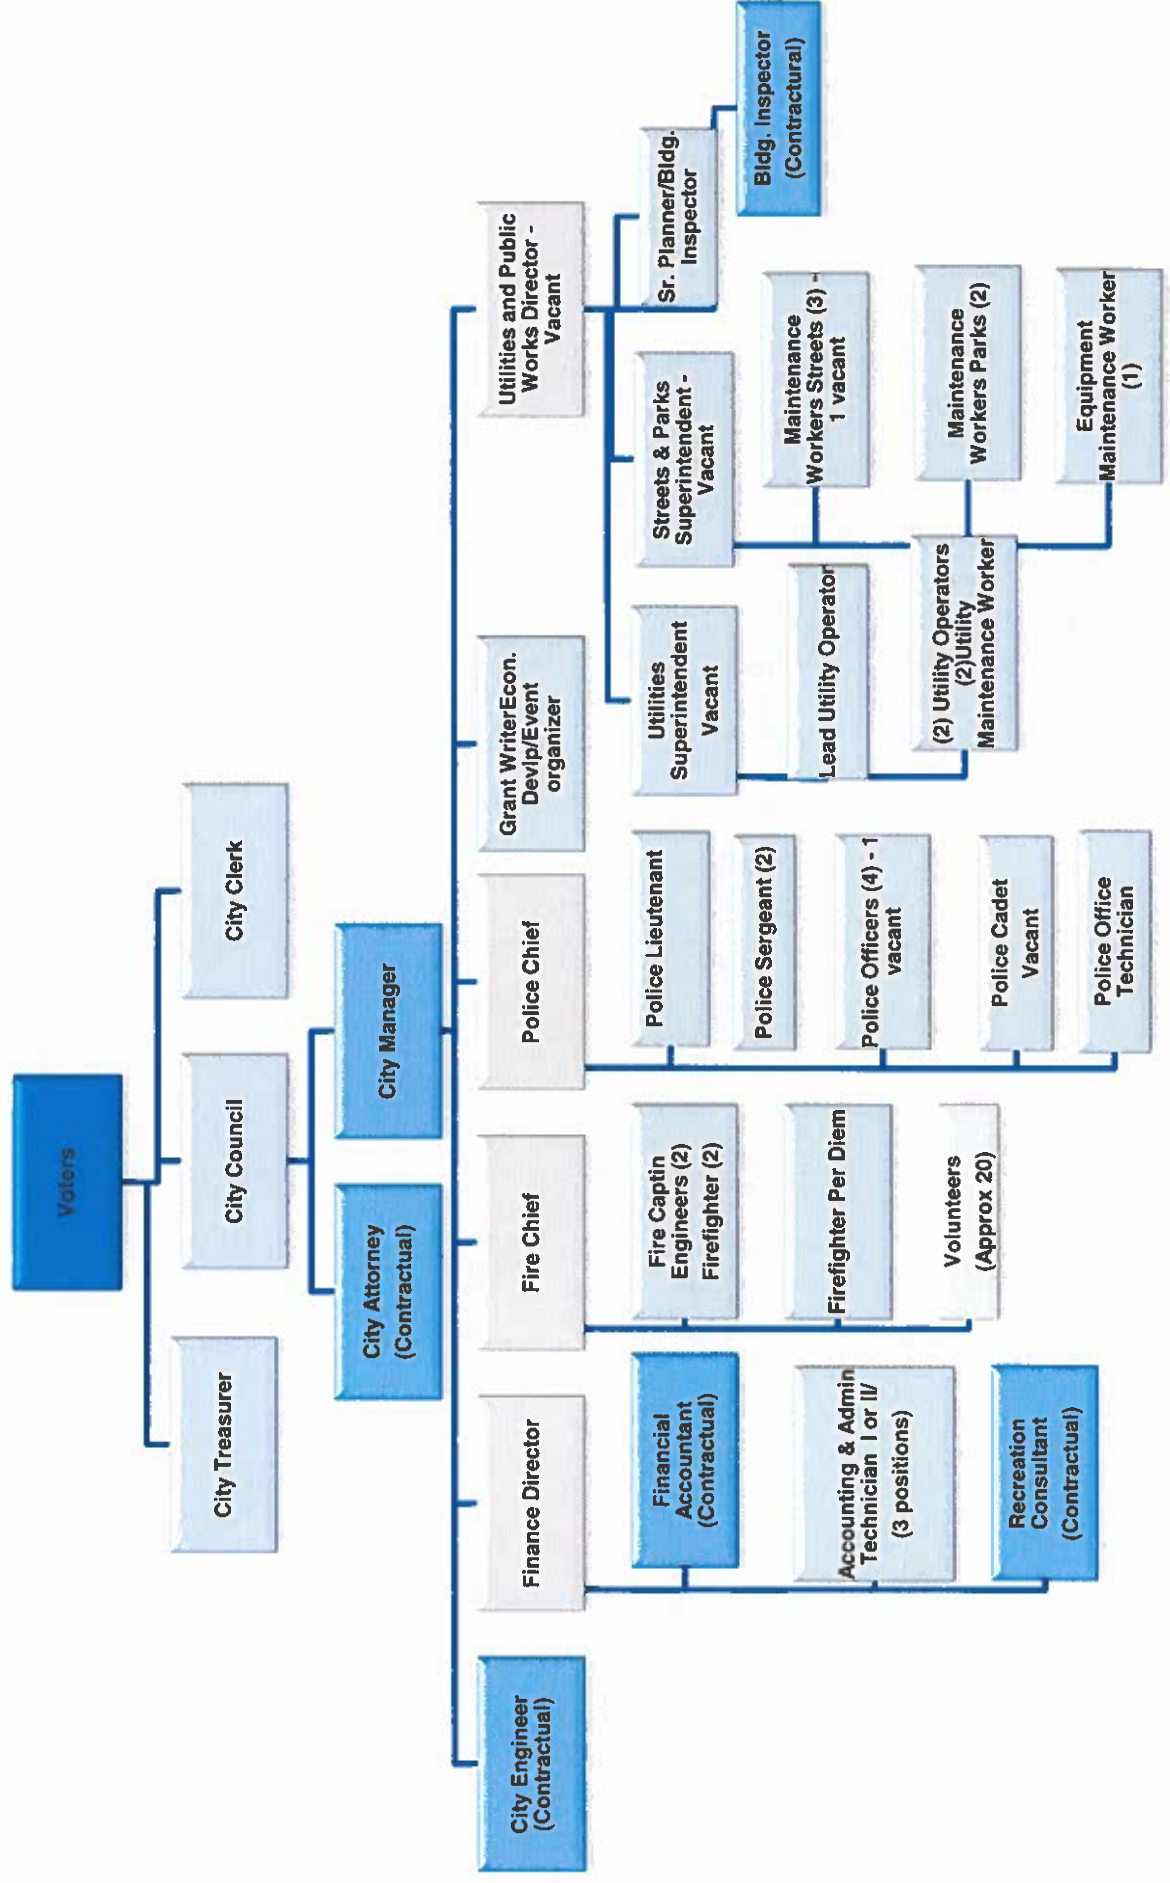 Voters
City Treasurer
City Council
City Clerk
City Attorney
(Contractual)
City Manager
City Engineer
(Contractual)
Finance Director
Fire Chief
Police Chief
Grant WriterEcon.
Devlp/Event
organizer
Utilities and Public
Works Director -
Vacant
Financial
Accountant
(Contractual)
Accounting & Admin
Technician I or II/
(3 positions)
Recreation
Consultant
(Contractual)
Fire Captin
Engineers (2)
Firefighter (2)
Firefighter Per Diem
Volunteers
(Approx 20)
Police Lieutenant
Police Sergeant (2)
Police Officers (4) - 1
vacant
Police Cadet
Vacant
Police Office
Technician
Utilities
Superintendent
Vacant
Lead Utility Operator
(2) Utility Operators
(2)Utility
Maintenance Worker
Streets & Parks
Superintendent -
Vacant
Maintenance
Workers Streets (3) -
1 vacant
Maintenance
Workers Parks (2)
Equipment
Maintenance Worker
(1)
Sr. Planner/Bldg.
Inspector
Bldg. Inspector
(Contractural)